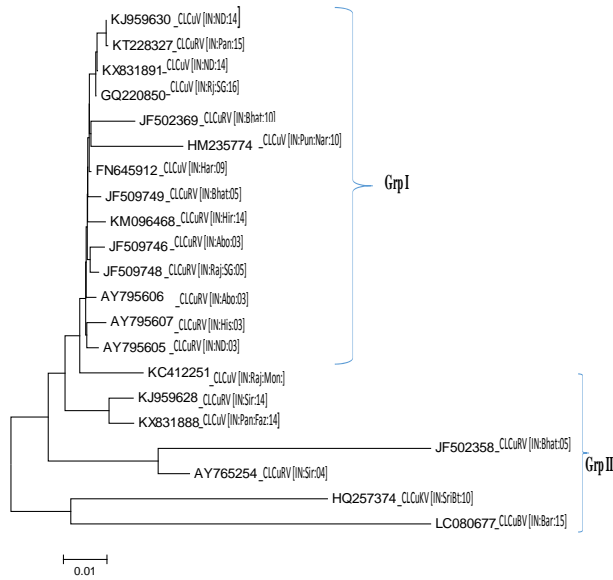 KJ959630_CLCuV [IN:ND:14]
KT228327_CLCuRV [IN:Pan:15]
KX831891_CLCuV [IN:ND:14]
GQ220850_CLCuRV [IN:Rj:SG:16]
JF502369_CLCuRV [IN:Bhat:10]
HM235774_CLCuV [IN:Pun:Nar:10]
Grp I
FN645912_CLCuV [IN:Har:09]
JF509749_CLCuRV [IN:Bhat:05]
KM096468_CLCuRV [IN:Hir:14]
JF509746_CLCuRV [IN:Abo:03]
JF509748_CLCuRV [IN:Raj:SG:05]
AY795606_CLCuRV [IN:Abo:03]
AY795607_CLCuRV [IN:His:03]
AY795605_CLCuRV [IN:ND:03]
KC412251_CLCuV [IN:Raj:Mon:]
KJ959628_CLCuRV [IN:Sir:14]
KX831888_CLCuV [IN:Pan:Faz:14]
JF502358_CLCuRV [IN:Bhat:05]
Grp II
AY765254_CLCuRV [IN:Sir:04]
HQ257374_CLCuKV [IN:SriBt:10]
LC080677_CLCuBV [IN:Bar:15]
0.01